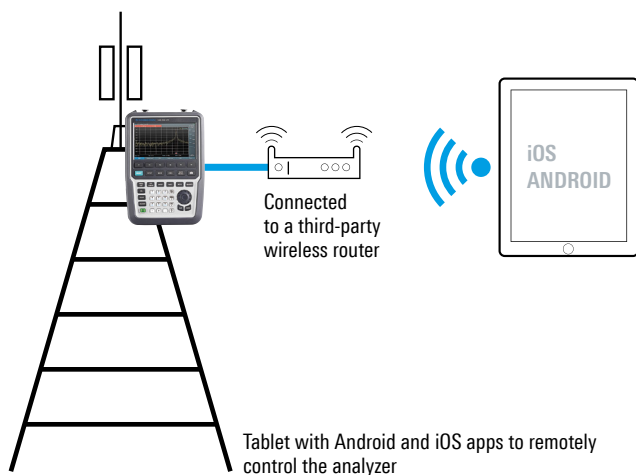 Connected
to a third-party
wireless router
iOS
ANDROID
Tablet with Android and iOS apps to remotely
control the analyzer